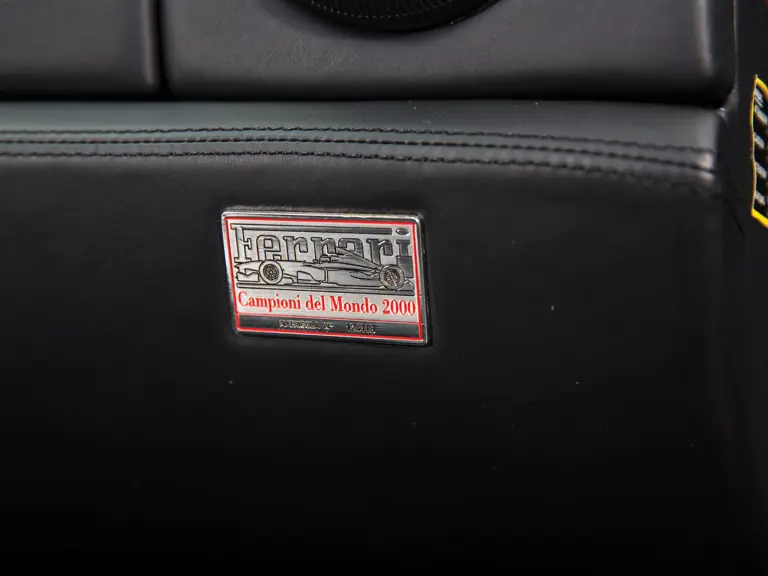 Ferrari
Campioni del Mondo 2000